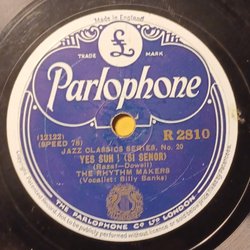 Made in England
£
TRADE MARK
Parlophone
(12122)
(SPEED 78)
R 2810
JAZZ CLASSICS SERIES, No. 20
YES SUH! (SI SENOR)
(Razaf-Dowell)
THE RHYTHM MAKERS
(Vocalist: Billy Banks)
THE PARLOPHONE CO LTD LONDON